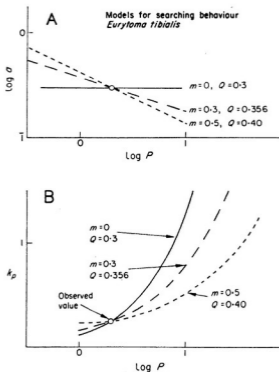 A
Models for searching behaviour
Eurytoma tibialis
0
log a
m=0, Q=0·3
m=0·3, Q=0·356
m=0·5, Q=0·40
1
0
1
log P
B
m=0
Q=0·3
1
m=0·3
Q=0·356
kp
Observed
value
m=0·5
Q=0·40
0
1
log P